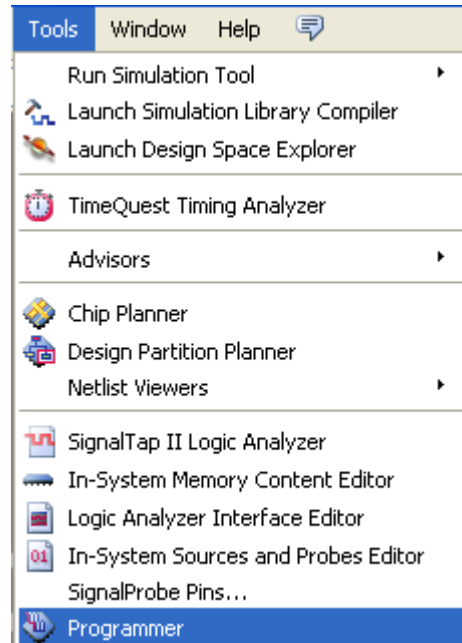 Tools Window Help
Run Simulation Tool
Launch Simulation Library Compiler
Launch Design Space Explorer
TimeQuest Timing Analyzer
Advisors
Chip Planner
Design Partition Planner
Netlist Viewers
SignalTap II Logic Analyzer
In-System Memory Content Editor
Logic Analyzer Interface Editor
In-System Sources and Probes Editor
SignalProbe Pins...
Programmer